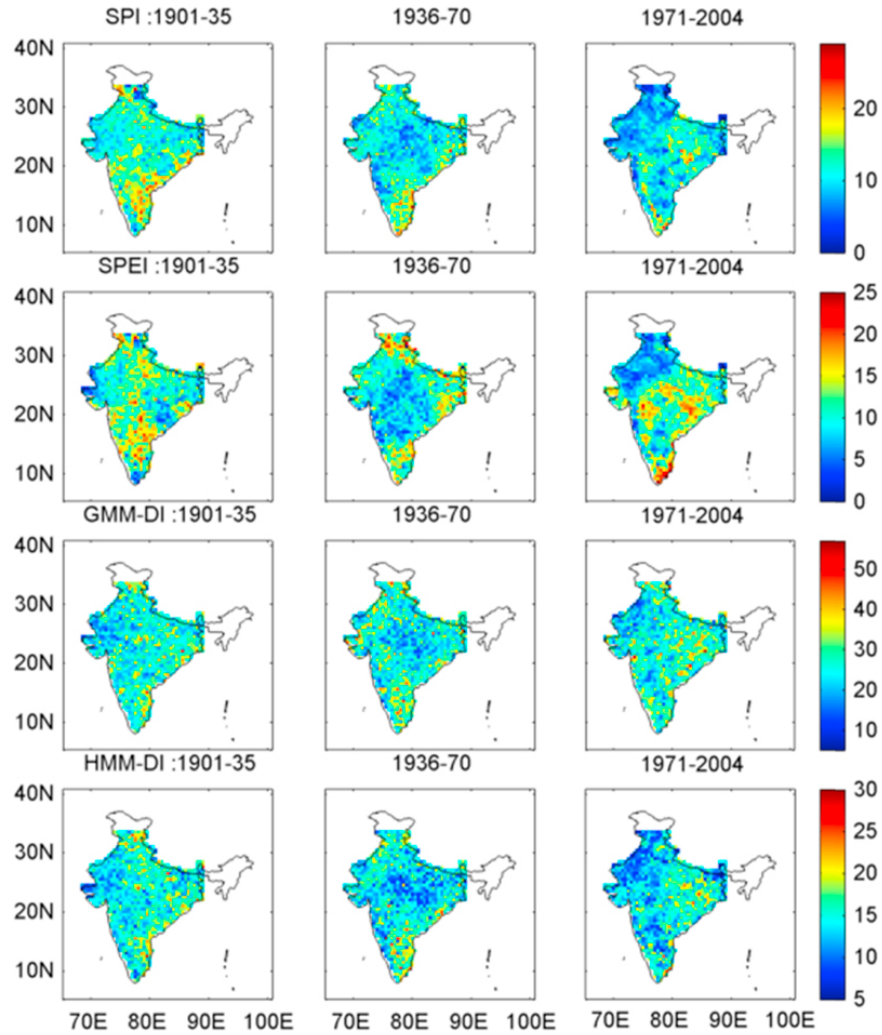 SPI :1901-35 1936-70 1971-2004
40N
30N
20N
10N
20
10
0
SPEI :1901-35 1936-70 1971-2004
40N
30N
20N
10N
25
20
15
10
5
0
GMM-DI :1901-35 1936-70 1971-2004
40N
30N
20N
10N
50
40
30
20
10
HMM-DI :1901-35 1936-70 1971-2004
40N
30N
20N
10N
30
25
20
15
10
5
70E 80E 90E 100E 70E 80E 90E 100E 70E 80E 90E 100E